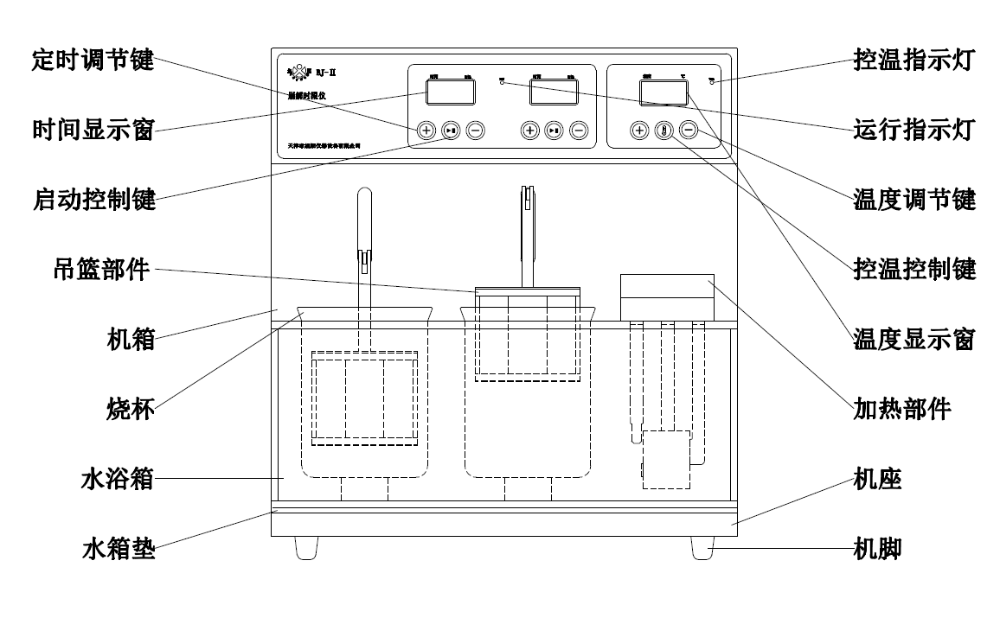 定时调节键
时间显示窗
启动控制键
吊篮部件
机箱
烧杯
水浴箱
水箱垫
BJ-II
崩解时限仪
控温指示灯
运行指示灯
温度调节键
控温控制键
温度显示窗
加热部件
机座
机脚